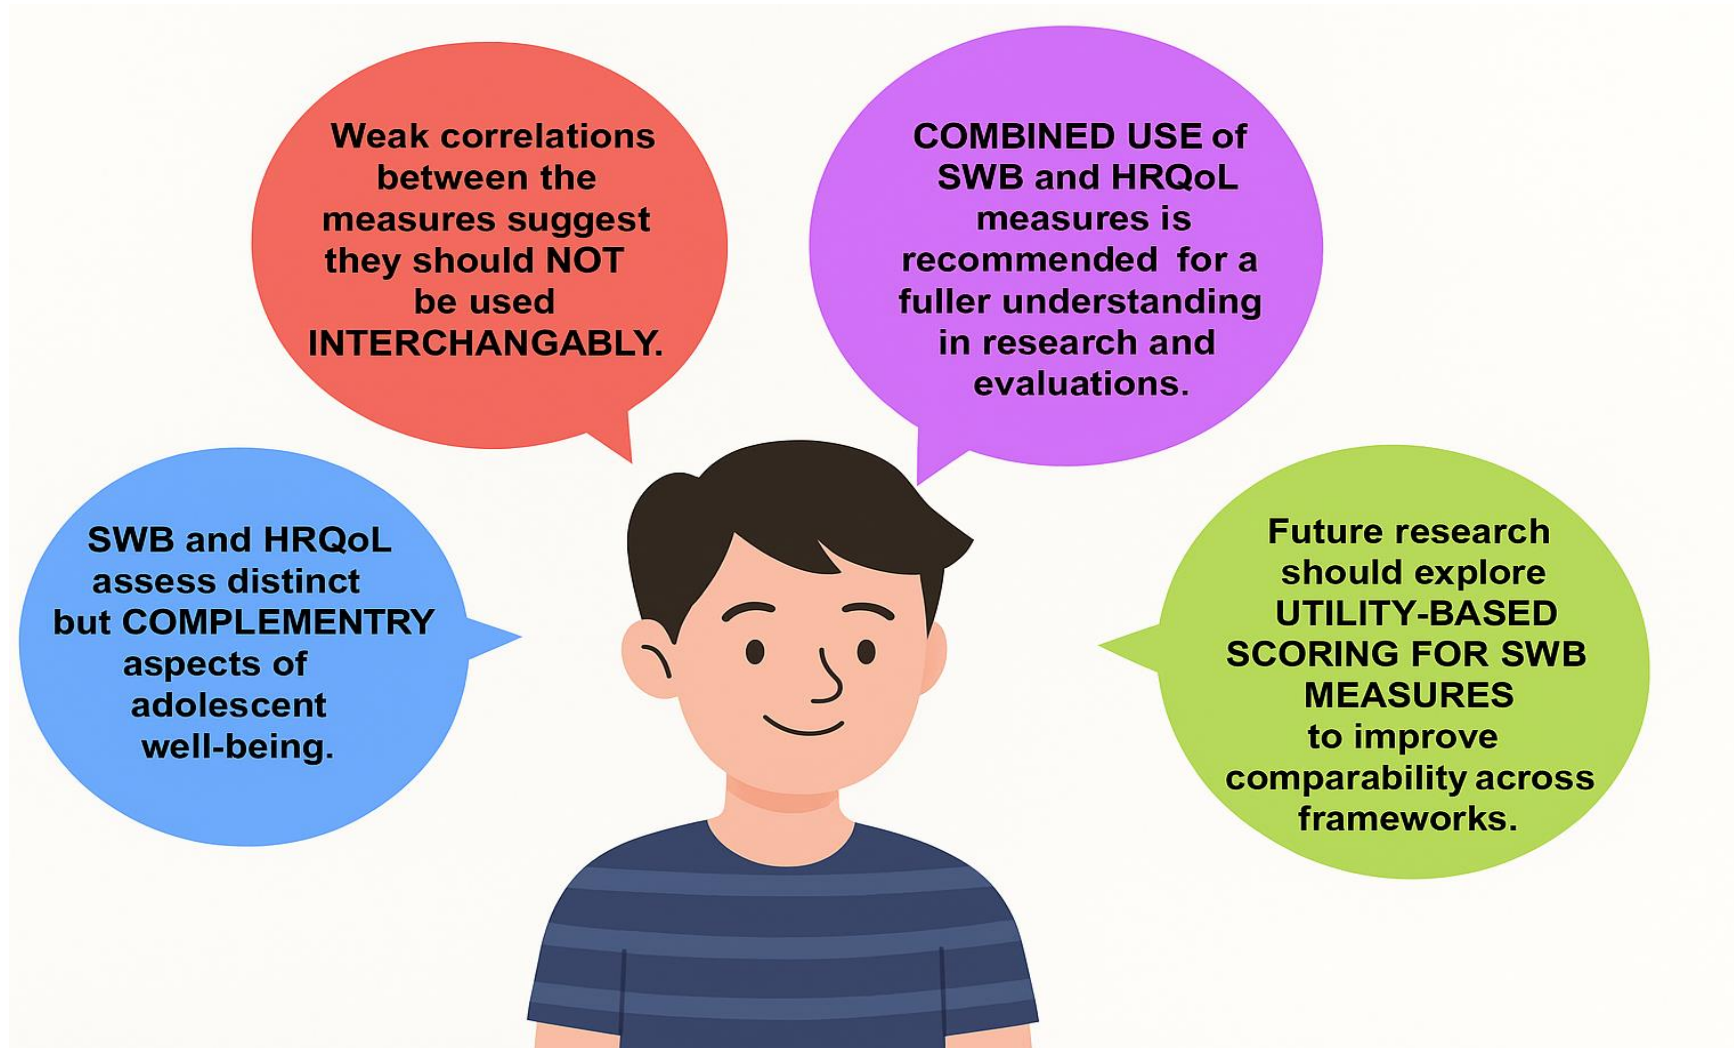 SWB and HRQoL
assess distinct
but COMPLEMENTRY
aspects of
adolescent
well-being.
Weak correlations
between the
measures suggest
they should NOT
be used
INTERCHANGABLY.
COMBINED USE of
SWB and HRQoL
measures is
recommended for a
fuller understanding
in research and
evaluations.
Future research
should explore
UTILITY-BASED
SCORING FOR SWB
MEASURES
to improve
comparability across
frameworks.